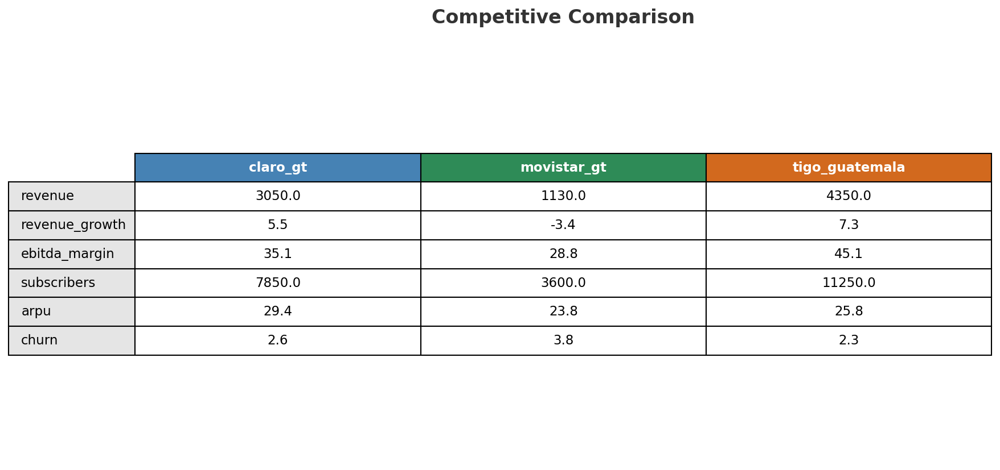 Competitive Comparison
claro_gt movistar_gt tigo_guatemala
revenue 3050.0 1130.0 4350.0
revenue_growth 5.5 -3.4 7.3
ebitda_margin 35.1 28.8 45.1
subscribers 7850.0 3600.0 11250.0
arpu 29.4 23.8 25.8
churn 2.6 3.8 2.3